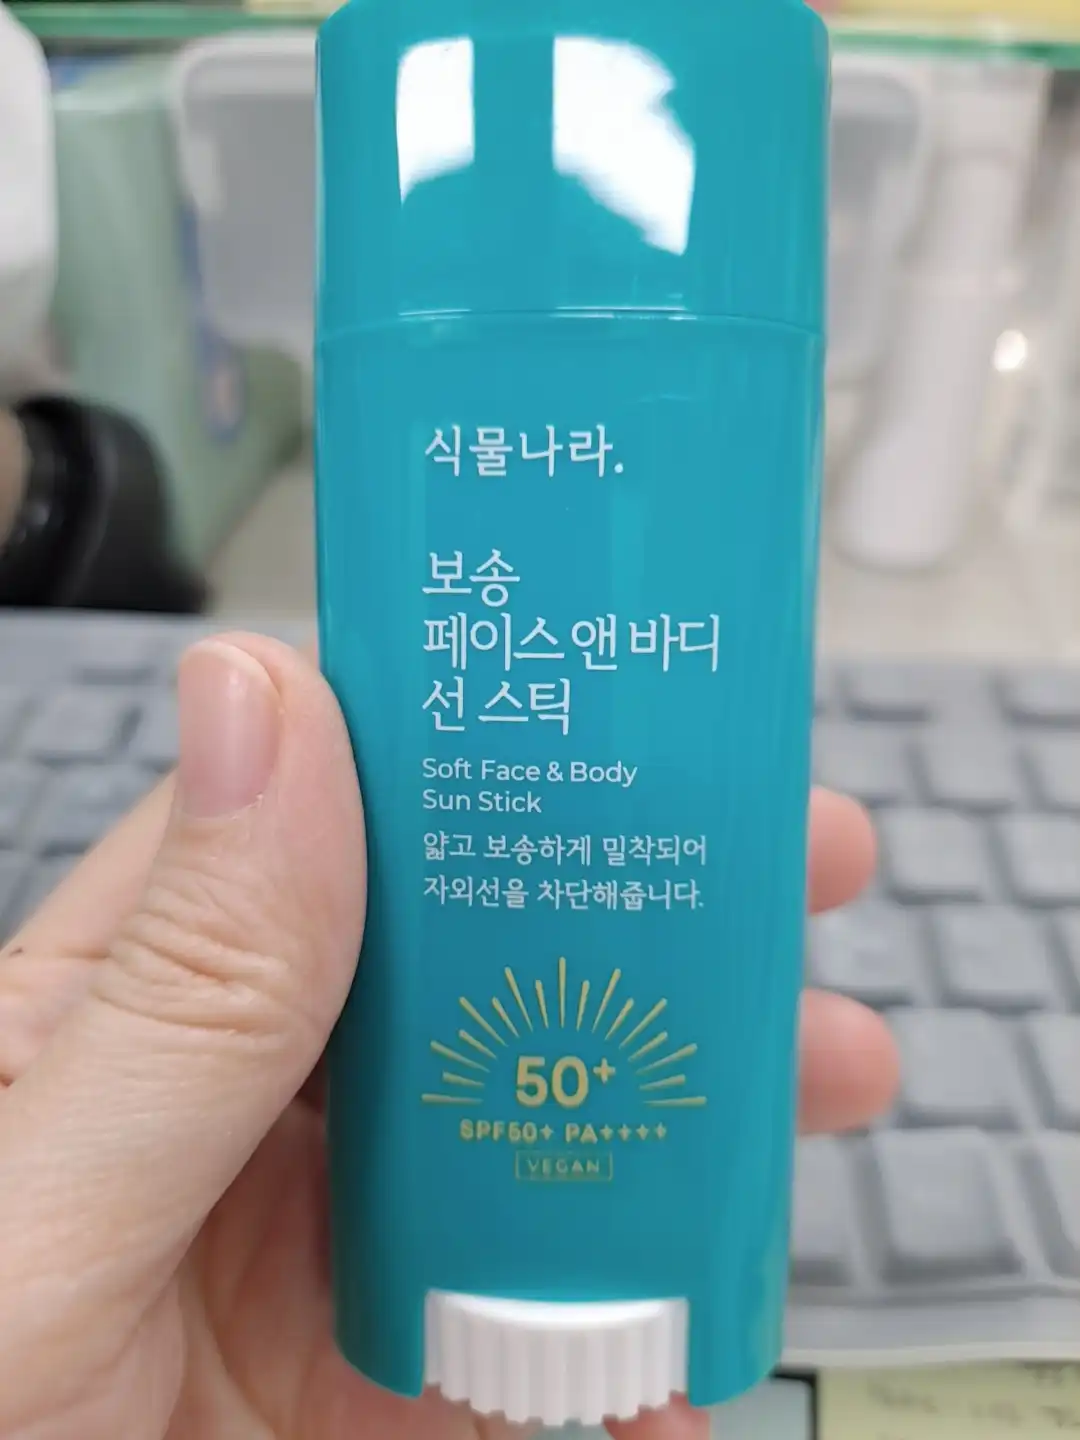 식물나라.
보송
페이스 앤 바디
선 스틱
Soft Face & Body
Sun Stick
얇고 보송하게 밀착되어
자외선을 차단해줍니다.
50+
SPF50+ PA++++
VEGAN